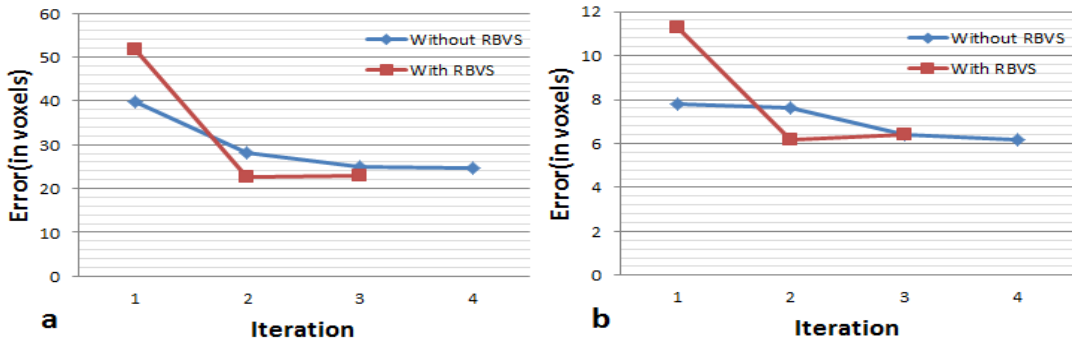 60
50
40
30
20
10
0
Error(in voxels)
Without RBVS
With RBVS
1 2 3 4
Iteration
a
12
10
8
6
4
2
0
Error(in voxels)
Without RBVS
With RBVS
1 2 3 4
Iteration
b